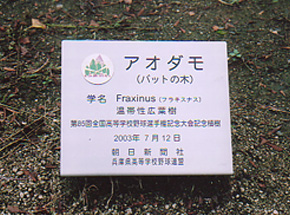 アオダモ
(バットの木)
学名 Fraxinus (フラキスナス)
温帯性広葉樹
第85回全国高等学校野球選手権記念大会記念植樹
2003年 7月 12日
朝日新聞社
兵庫県高等学校野球連盟